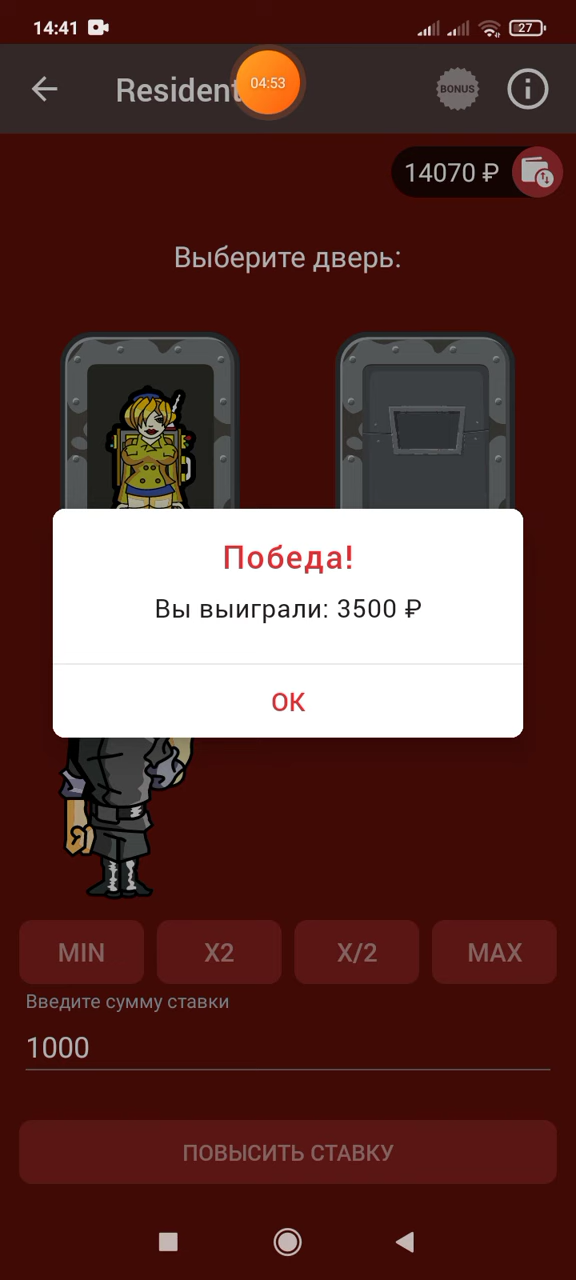 14:41
27
Resident
04:53
BONUS
14070 ₽
Выберите дверь:
Победа!
Вы выиграли: 3500 ₽
ОК
MIN
X2
X/2
MAX
Введите сумму ставки
1000
ПОВЫСИТЬ СТАВКУ